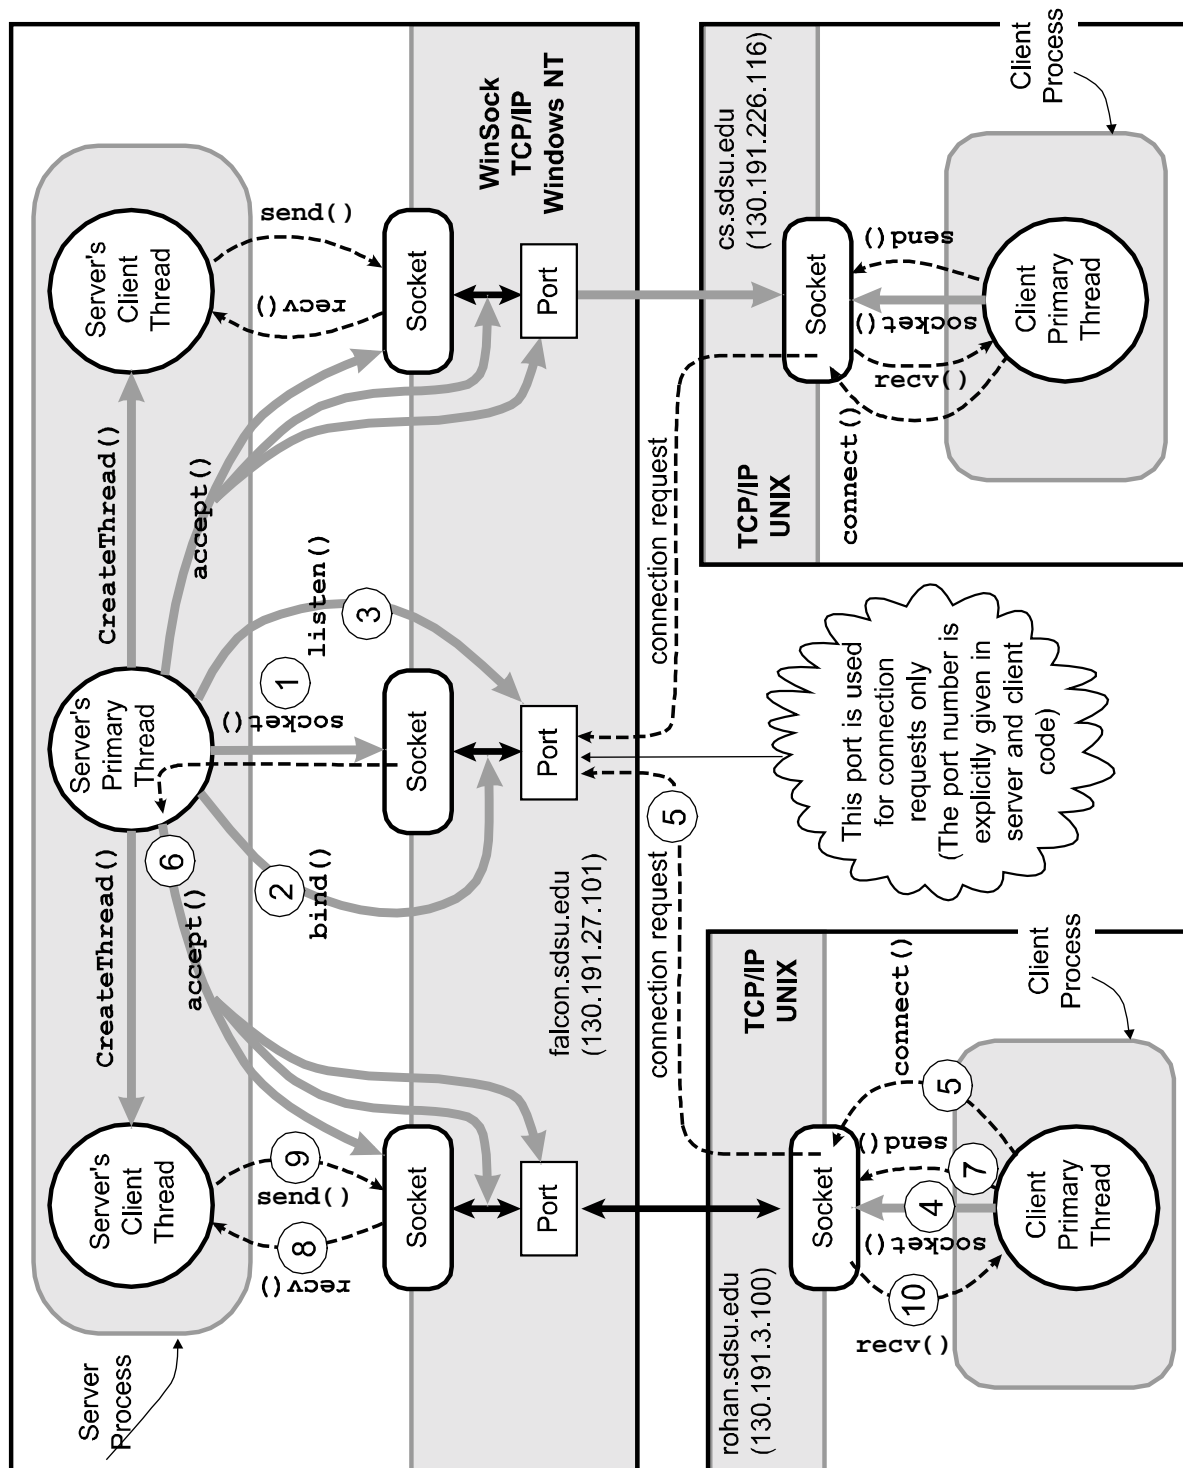 Server
Process
Server's
Client
Thread
CreateThread()
Server's
Primary
Thread
CreateThread()
Server's
Client
Thread
6
accept()
accept()
9
send()
8
recv()
2
bind()
1
socket()
listen()
3
send()
recv()
Socket
Socket
Socket
WinSock
TCP/IP
Windows NT
Port
Port
Port
falcon.sdsu.edu
(130.191.27.101)
connection request
5
connection request
rohan.sdsu.edu
(130.191.3.100)
TCP/IP
UNIX
Socket
connect()
5
send()
7
4
socket()
10
recv()
Client
Primary
Thread
Client
Process
This port is used
for connection
requests only
(The port number is
explicitly given in
server and client
code)
cs.sdsu.edu
(130.191.226.116)
TCP/IP
UNIX
Socket
send()
socket()
recv()
connect()
Client
Primary
Thread
Client
Process